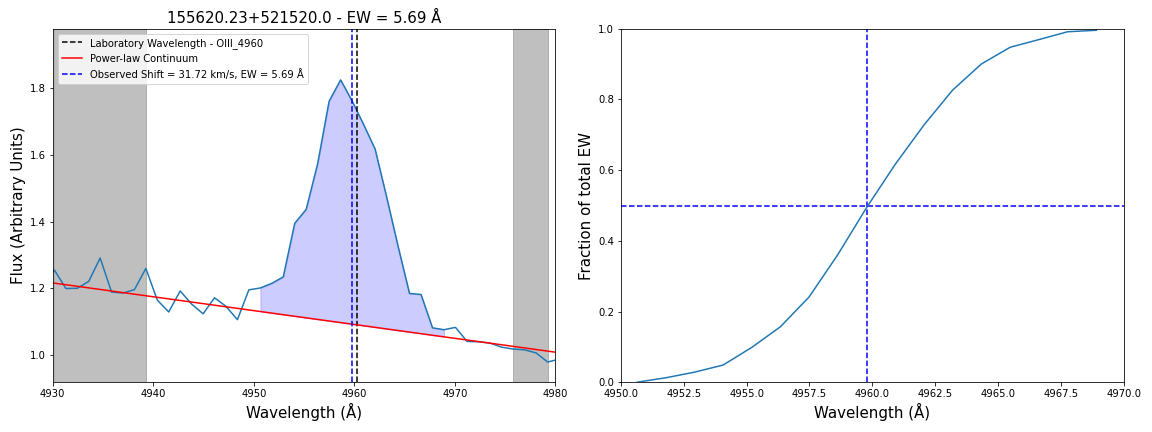 155620.23+521520.0 - EW = 5.69 Å
Laboratory Wavelength - OIII_4960
Power-law Continuum
Observed Shift = 31.72 km/s, EW = 5.69 Å
Flux (Arbitrary Units)
1.8
1.6
1.4
1.2
1.0
4930 4940 4950 4960 4970 4980
Wavelength (Å)
Fraction of total EW
1.0
0.8
0.6
0.4
0.2
0.0
4950.0 4952.5 4955.0 4957.5 4960.0 4962.5 4965.0 4967.5 4970.0
Wavelength (Å)